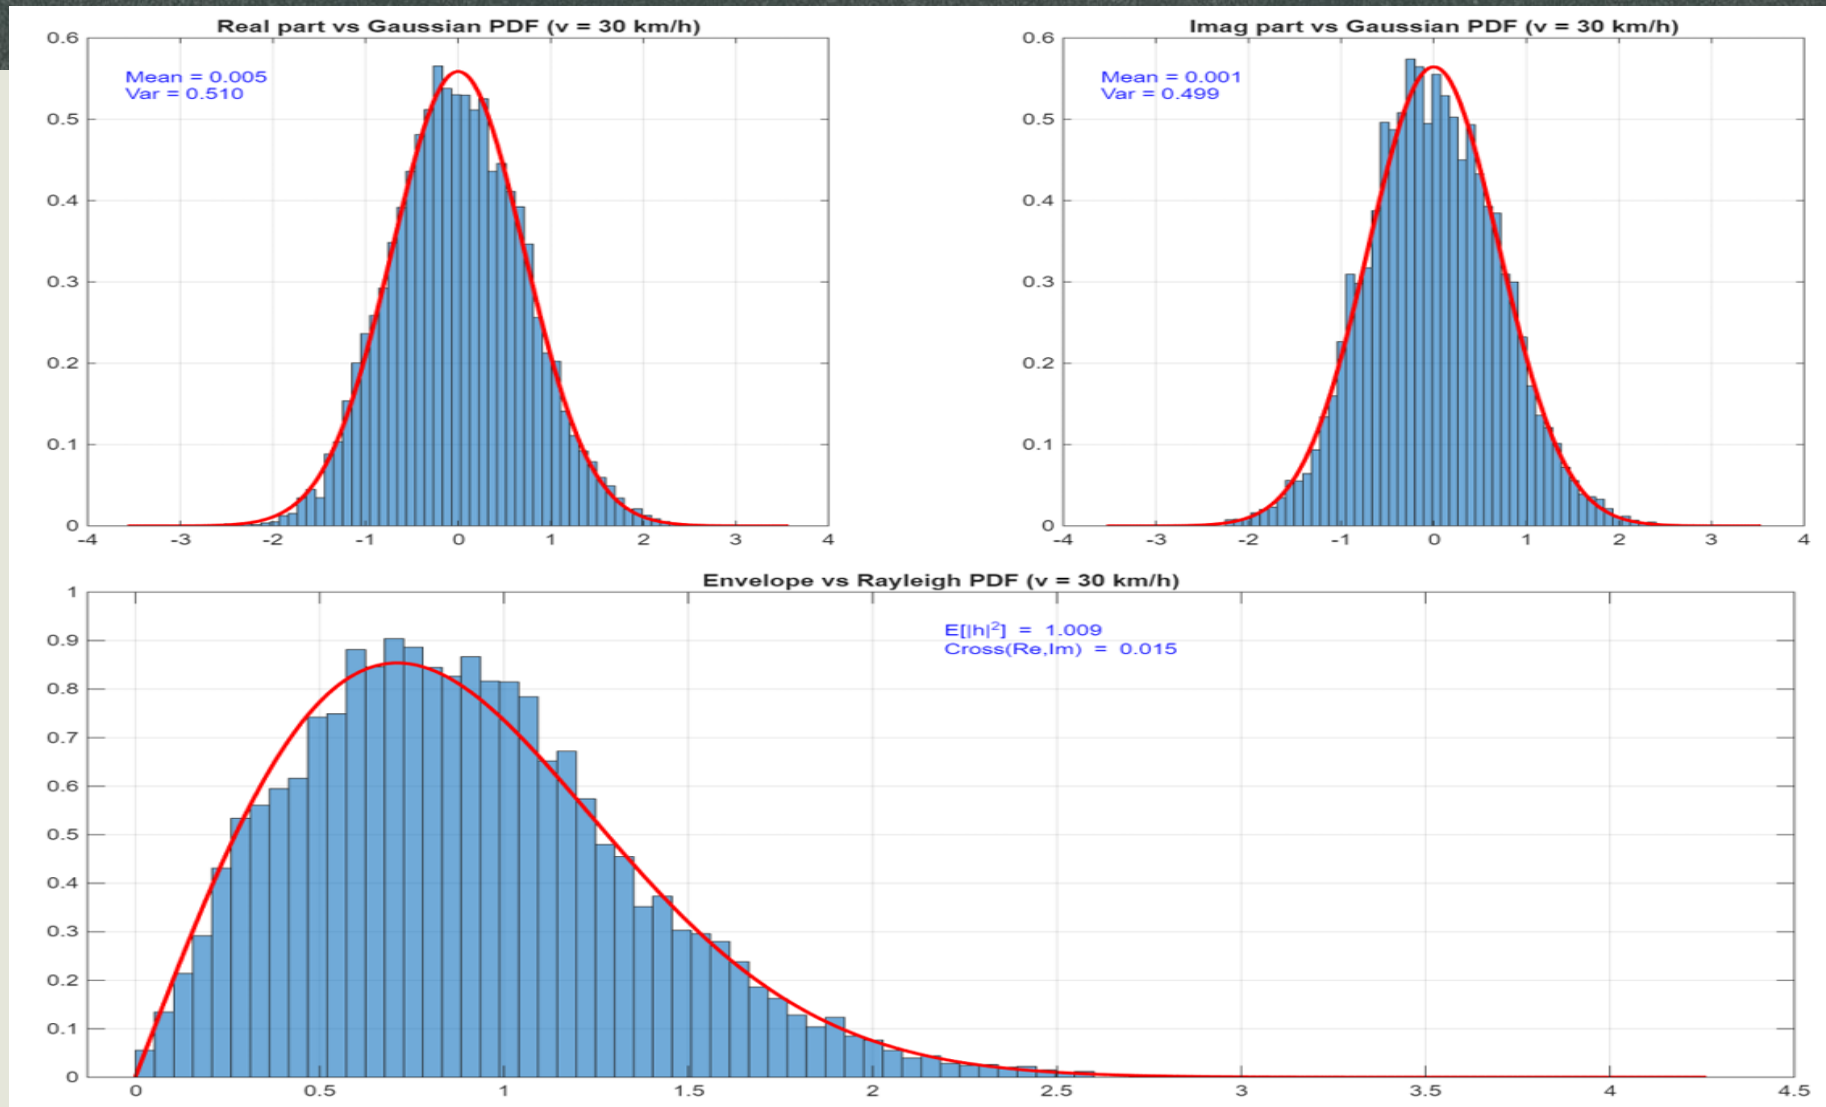 Real part vs Gaussian PDF (v = 30 km/h)
Mean = 0.005
Var = 0.510
0.6
0.5
0.4
0.3
0.2
0.1
0
-4 -3 -2 -1 0 1 2 3 4
Imag part vs Gaussian PDF (v = 30 km/h)
Mean = 0.001
Var = 0.499
0.6
0.5
0.4
0.3
0.2
0.1
0
-4 -3 -2 -1 0 1 2 3 4
Envelope vs Rayleigh PDF (v = 30 km/h)
E[|h|²] = 1.009
Cross(Re,Im) = 0.015
1
0.9
0.8
0.7
0.6
0.5
0.4
0.3
0.2
0.1
0
0 0.5 1 1.5 2 2.5 3 3.5 4 4.5